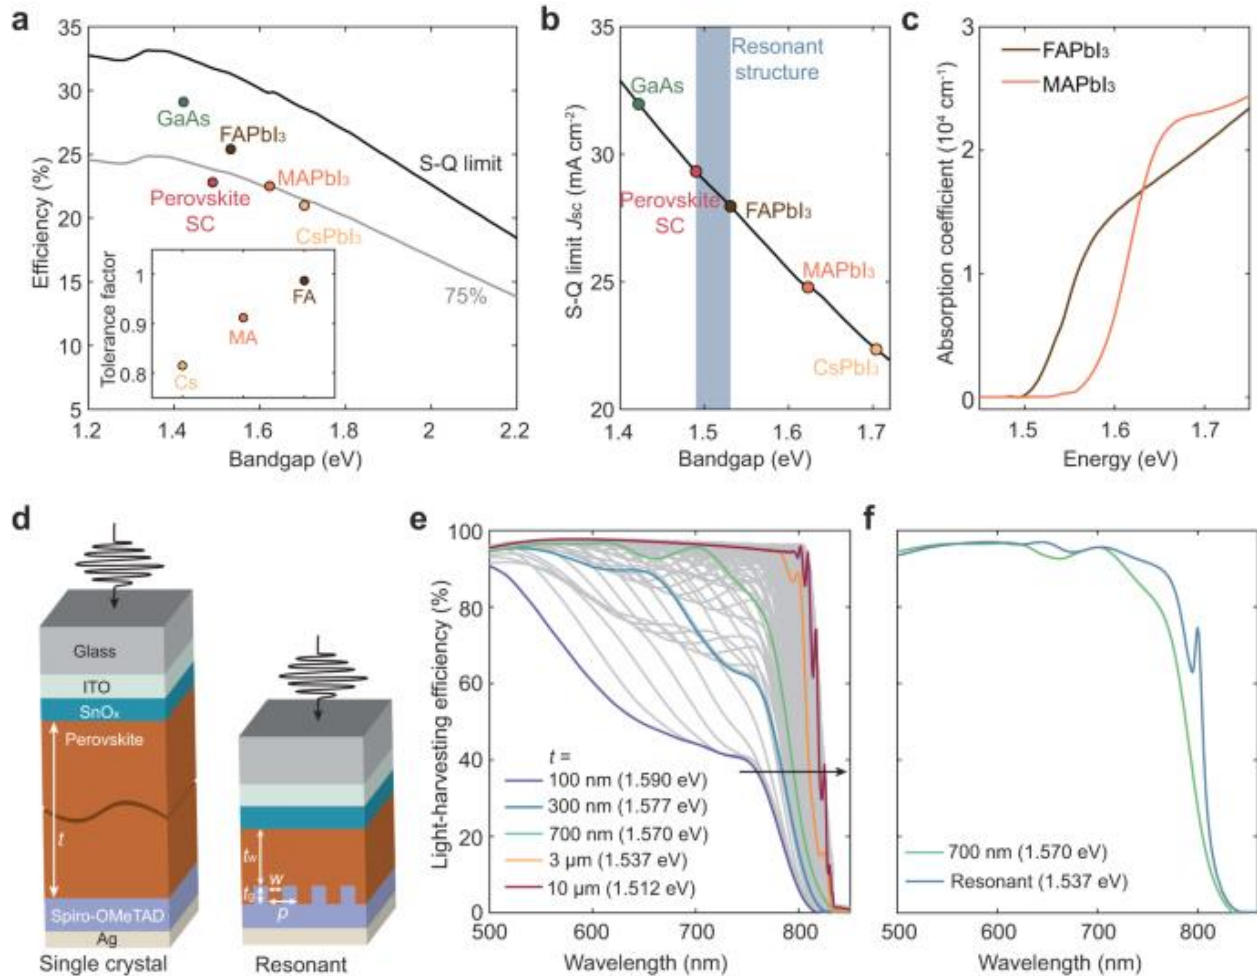 a
35
30
25
20
15
10
5
Efficiency (%)
GaAs
FAPbI₃
S-Q limit
Perovskite
SC
MAPbI₃
CsPbI₃
75%
Tolerance factor
1
0.9
0.8
Cs
MA
FA
1.2 1.4 1.6 1.8 2 2.2
Bandgap (eV)
b
35
30
25
20
S-Q limit Jsc (mA cm⁻²)
Resonant
structure
GaAs
Perovskite
SC
FAPbI₃
MAPbI₃
CsPbI₃
1.4 1.5 1.6 1.7
Bandgap (eV)
c
FAPbI₃
MAPbI₃
3
2
1
0
Absorption coefficient (10⁴ cm⁻¹)
1.5 1.6 1.7
Energy (eV)
d
Glass
ITO
SnOₓ
Perovskite
t
Spiro-OMeTAD
Ag
Single crystal
tw
w
tg
p
Resonant
e
100
80
60
40
20
0
Light-harvesting efficiency (%)
t =
100 nm (1.590 eV)
300 nm (1.577 eV)
700 nm (1.570 eV)
3 µm (1.537 eV)
10 µm (1.512 eV)
500 600 700 800
Wavelength (nm)
f
700 nm (1.570 eV)
Resonant (1.537 eV)
500 600 700 800
Wavelength (nm)